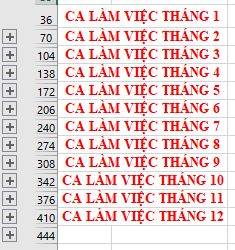 36 CA LÀM VIỆC THÁNG 1
70 CA LÀM VIỆC THÁNG 2
104 CA LÀM VIỆC THÁNG 3
138 CA LÀM VIỆC THÁNG 4
172 CA LÀM VIỆC THÁNG 5
206 CA LÀM VIỆC THÁNG 6
240 CA LÀM VIỆC THÁNG 7
274 CA LÀM VIỆC THÁNG 8
308 CA LÀM VIỆC THÁNG 9
342 CA LÀM VIỆC THÁNG 10
376 CA LÀM VIỆC THÁNG 11
410 CA LÀM VIỆC THÁNG 12
444